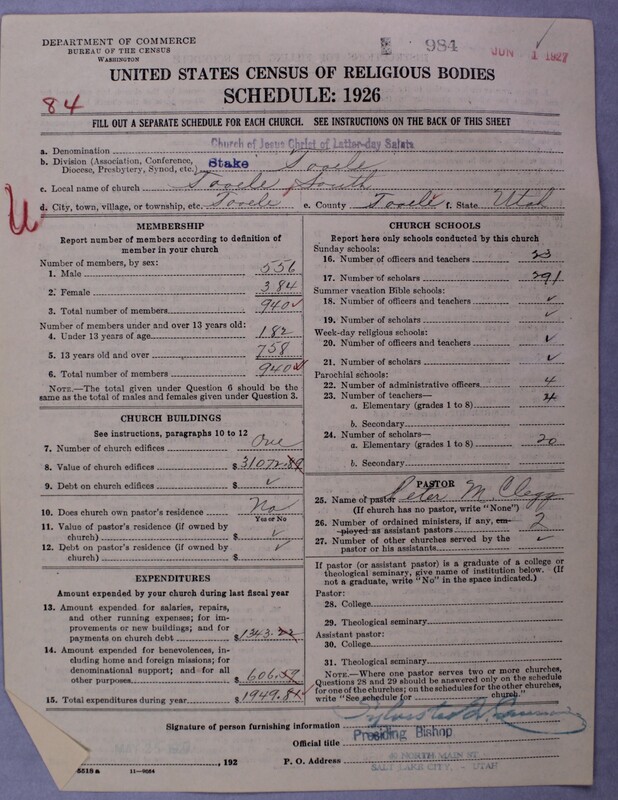 DEPARTMENT OF COMMERCE
BUREAU OF THE CENSUS
WASHINGTON
984
JUN 1 1927
UNITED STATES CENSUS OF RELIGIOUS BODIES
SCHEDULE: 1926
84
FILL OUT A SEPARATE SCHEDULE FOR EACH CHURCH. SEE INSTRUCTIONS ON THE BACK OF THIS SHEET
a. Denomination Church of Jesus Christ of Latter-day Saints
b. Division (Association, Conference, Diocese, Presbytery, Synod, etc.) Stake Tooele
c. Local name of church Tooele South
d. City, town, village, or township, etc. Tooele e. County Tooele f. State Utah
MEMBERSHIP
Report number of members according to definition of
member in your church
Number of members, by sex:
1. Male 556
2. Female 384
3. Total number of members 940
Number of members under and over 13 years old:
4. Under 13 years of age 182
5. 13 years old and over 758
6. Total number of members 940
NOTE.—The total given under Question 6 should be
same as the total of males and females given under Question 3.
CHURCH BUILDINGS
See instructions, paragraphs 10 to 12
7. Number of church edifices One
8. Value of church edifices $ 31072.89
9. Debt on church edifices $ ✓
10. Does church own pastor's residence No
Yes or No
11. Value of pastor's residence (if owned by
church) $ ✓
12. Debt on pastor's residence (if owned by
church) $ ✓
EXPENDITURES
Amount expended by your church during last fiscal year
13. Amount expended for salaries, repairs,
and other running expenses; for im-
provements or new buildings; and for
payments on church debt $ 1343.22
14. Amount expended for benevolences, in-
cluding home and foreign missions; for
denominational support; and for all
other purposes $ 606.59
15. Total expenditures during year $ 1949.81
CHURCH SCHOOLS
Report here only schools conducted by this church
Sunday schools:
16. Number of officers and teachers 23
17. Number of scholars 391
Summer vacation Bible schools:
18. Number of officers and teachers ✓
19. Number of scholars ✓
Week-day religious schools:
20. Number of officers and teachers ✓
21. Number of scholars ✓
Parochial schools:
22. Number of administrative officers 4
23. Number of teachers—
a. Elementary (grades 1 to 8) 4
b. Secondary
24. Number of scholars—
a. Elementary (grades 1 to 8) 20
b. Secondary
PASTOR
25. Name of pastor Peter M. Clegg
(If church has no pastor, write "None")
26. Number of ordained ministers, if any, em-
ployed as assistant pastors 2
27. Number of other churches served by the
pastor or his assistants ✓
If pastor (or assistant pastor) is a graduate of a college or
theological seminary, give name of institution below. (If
not a graduate, write "No" in the space indicated.)
Pastor:
28. College
29. Theological seminary
Assistant pastor:
30. College
31. Theological seminary
NOTE.—Where one pastor serves two or more churches,
Questions 28 and 29 should be answered only on the schedule
for one of the churches; on the schedules for the other churches,
write "See schedule for church."
Signature of person furnishing information
Official title Presiding Bishop
, 192 P. O. Address NORTH MAIN ST.
SALT LAKE CITY, UTAH
5518 a 11—9084